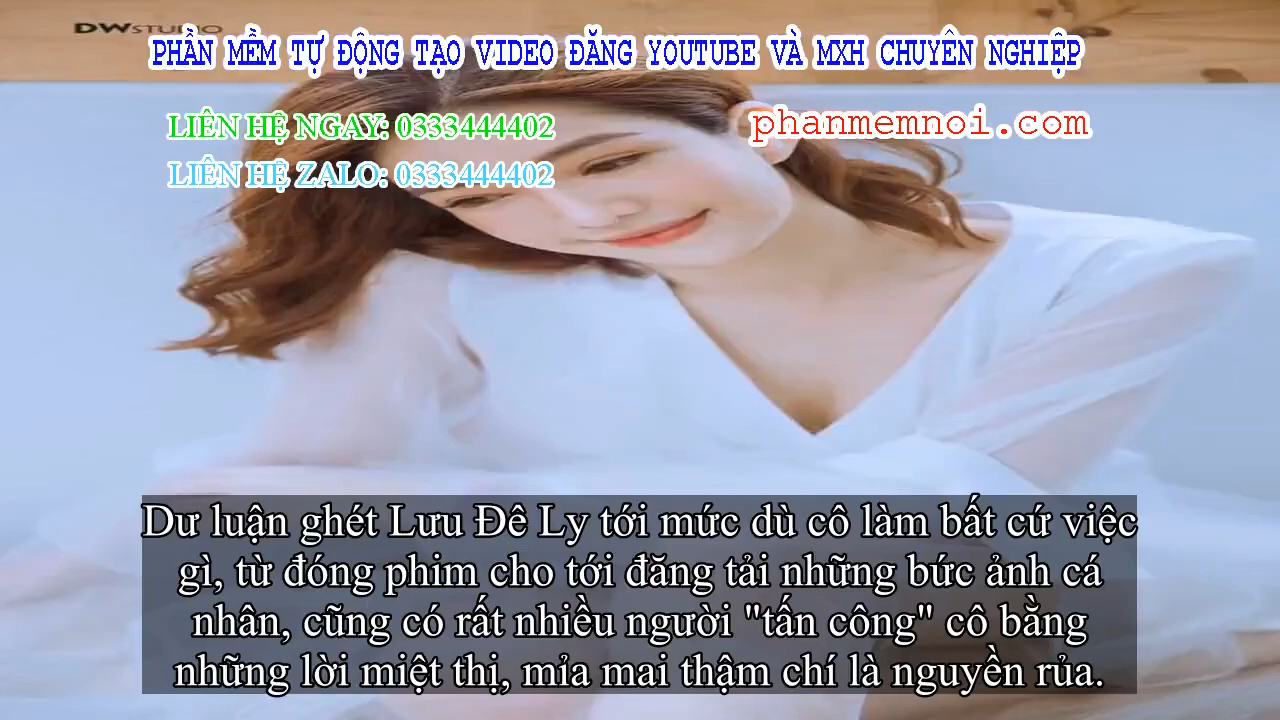 DWSTUDIO
PHẦN MỀM TỰ ĐỘNG TẠO VIDEO ĐĂNG YOUTUBE VÀ MXH CHUYÊN NGHIỆP
LIÊN HỆ NGAY: 0333444402
phanmemnoi.com
LIÊN HỆ ZALO: 0333444402
Dư luận ghét Lưu Đê Ly tới mức dù cô làm bất cứ việc
gì, từ đóng phim cho tới đăng tải những bức ảnh cá
nhân, cũng có rất nhiều người "tấn công" cô bằng
những lời miệt thị, mỉa mai thậm chí là nguyền rủa.